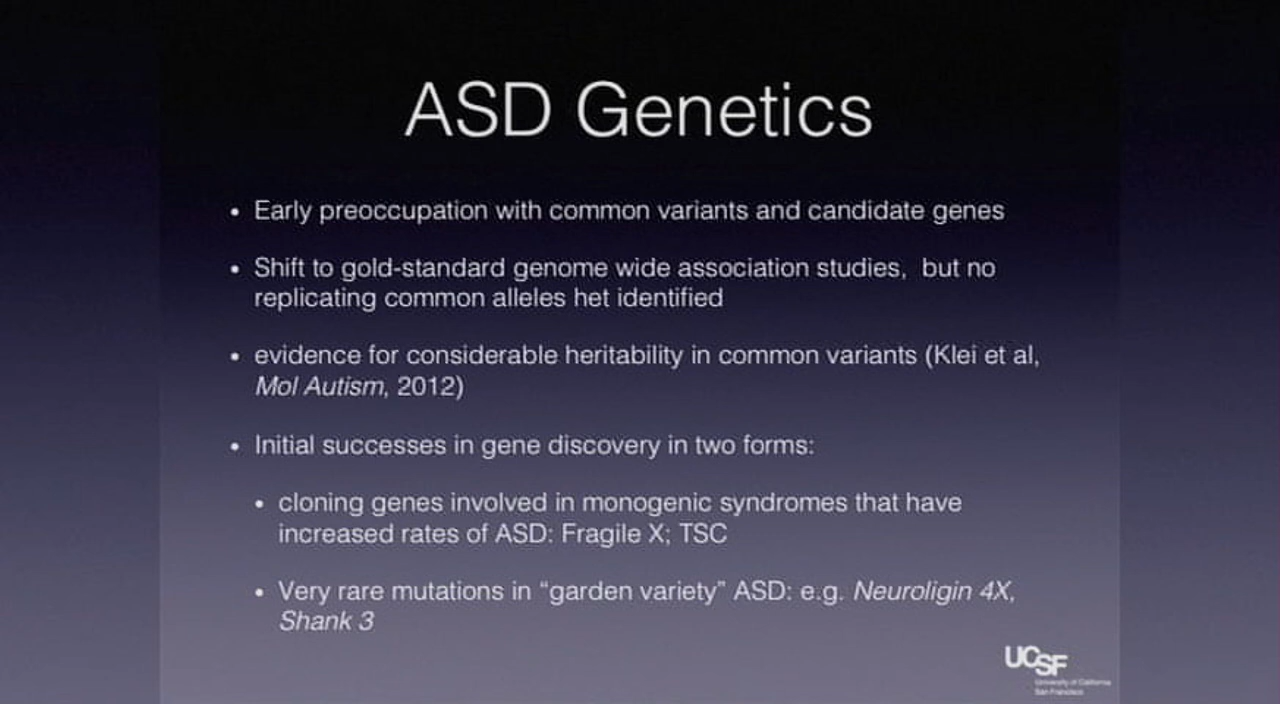 ASD Genetics
• Early preoccupation with common variants and candidate genes
• Shift to gold-standard genome wide association studies,  but no
replicating common alleles het identified
• evidence for considerable heritability in common variants (Klei et al,
Mol Autism, 2012)
• Initial successes in gene discovery in two forms:
• cloning genes involved in monogenic syndromes that have
increased rates of ASD: Fragile X; TSC
• Very rare mutations in “garden variety” ASD: e.g. Neuroligin 4X,
Shank 3
UCSF
University of California
San Francisco